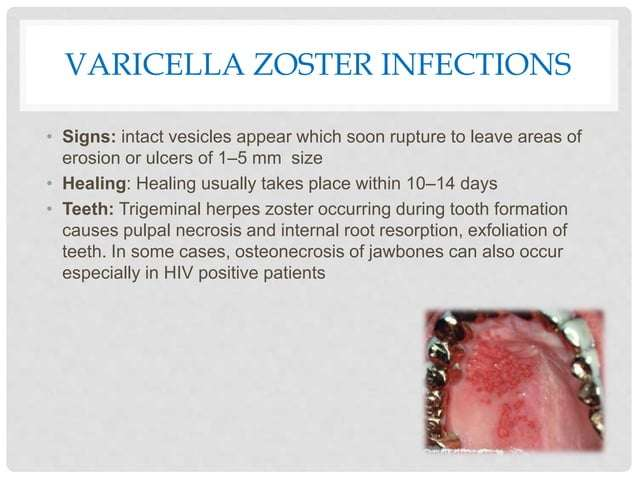 VARICELLA ZOSTER INFECTIONS
• Signs: intact vesicles appear which soon rupture to leave areas of
erosion or ulcers of 1–5 mm size
• Healing: Healing usually takes place within 10–14 days
• Teeth: Trigeminal herpes zoster occurring during tooth formation
causes pulpal necrosis and internal root resorption, exfoliation of
teeth. In some cases, osteonecrosis of jawbones can also occur
especially in HIV positive patients